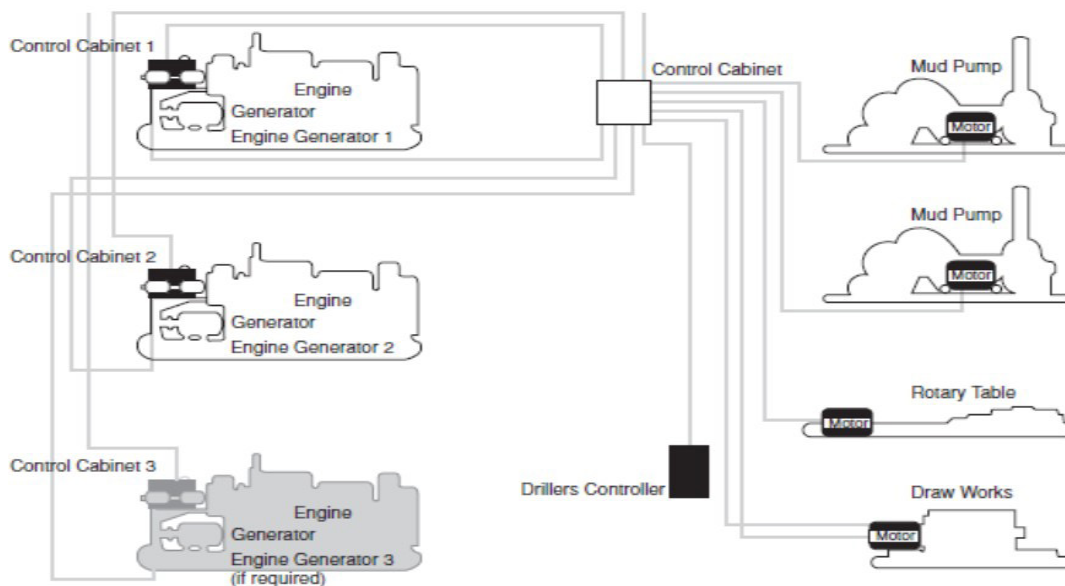 Control Cabinet 1
Engine
Generator
Engine Generator 1
Control Cabinet
Mud Pump
Motor
Mud Pump
Motor
Control Cabinet 2
Engine
Generator
Engine Generator 2
Rotary Table
Motor
Control Cabinet 3
Engine
Generator
Engine Generator 3
(if required)
Drillers Controller
Draw Works
Motor